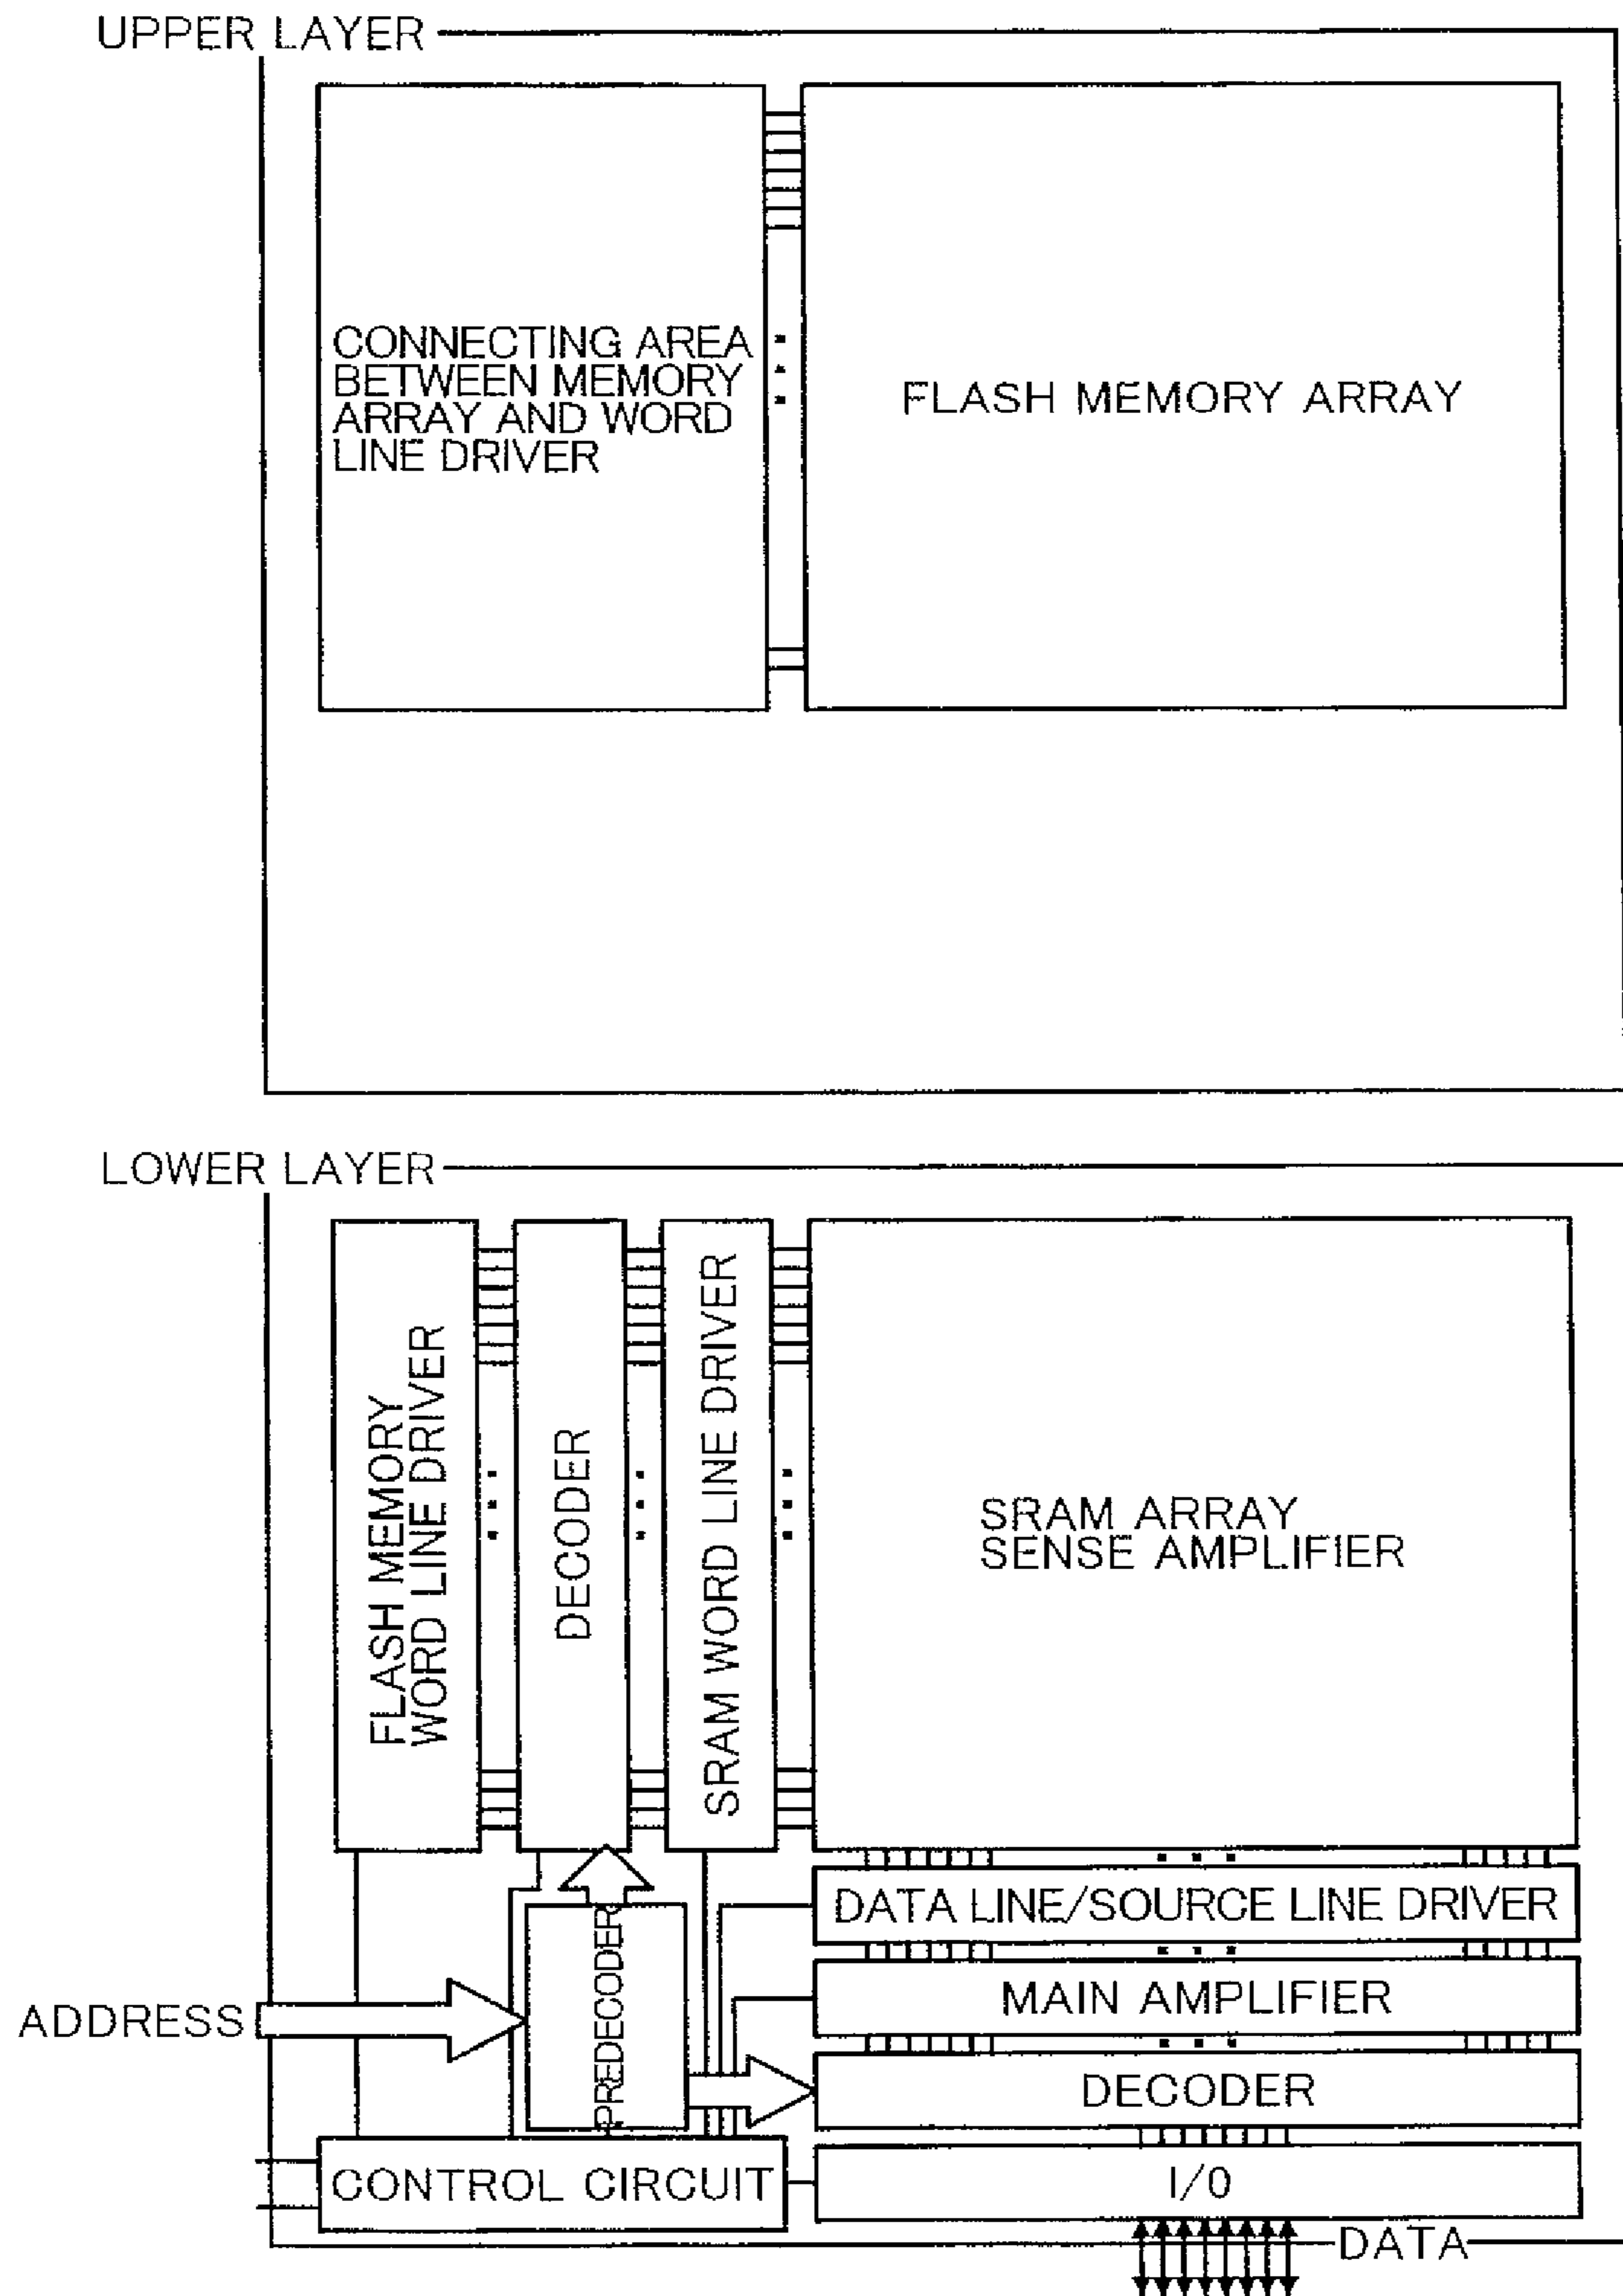 UPPER LAYER
CONNECTING AREA
BETWEEN MEMORY
ARRAY AND WORD
LINE DRIVER
FLASH MEMORY ARRAY
LOWER LAYER
FLASH MEMORY
WORD LINE DRIVER
DECODER
SRAM WORD LINE DRIVER
SRAM ARRAY
SENSE AMPLIFIER
DATA LINE/SOURCE LINE DRIVER
PREDECODER
MAIN AMPLIFIER
ADDRESS
DECODER
CONTROL CIRCUIT
I/O
DATA